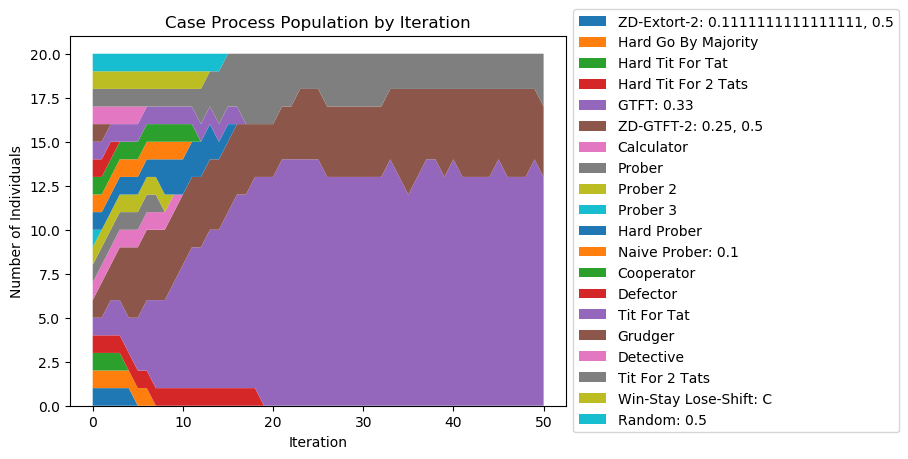 Case Process Population by Iteration
20.0
17.5
15.0
12.5
10.0
7.5
5.0
2.5
0.0
Number of Individuals
0
10
20
30
40
50
Iteration
ZD-Extort-2: 0.1111111111111111, 0.5
Hard Go By Majority
Hard Tit For Tat
Hard Tit For 2 Tats
GTFT: 0.33
ZD-GTFT-2: 0.25, 0.5
Calculator
Prober
Prober 2
Prober 3
Hard Prober
Naive Prober: 0.1
Cooperator
Defector
Tit For Tat
Grudger
Detective
Tit For 2 Tats
Win-Stay Lose-Shift: C
Random: 0.5